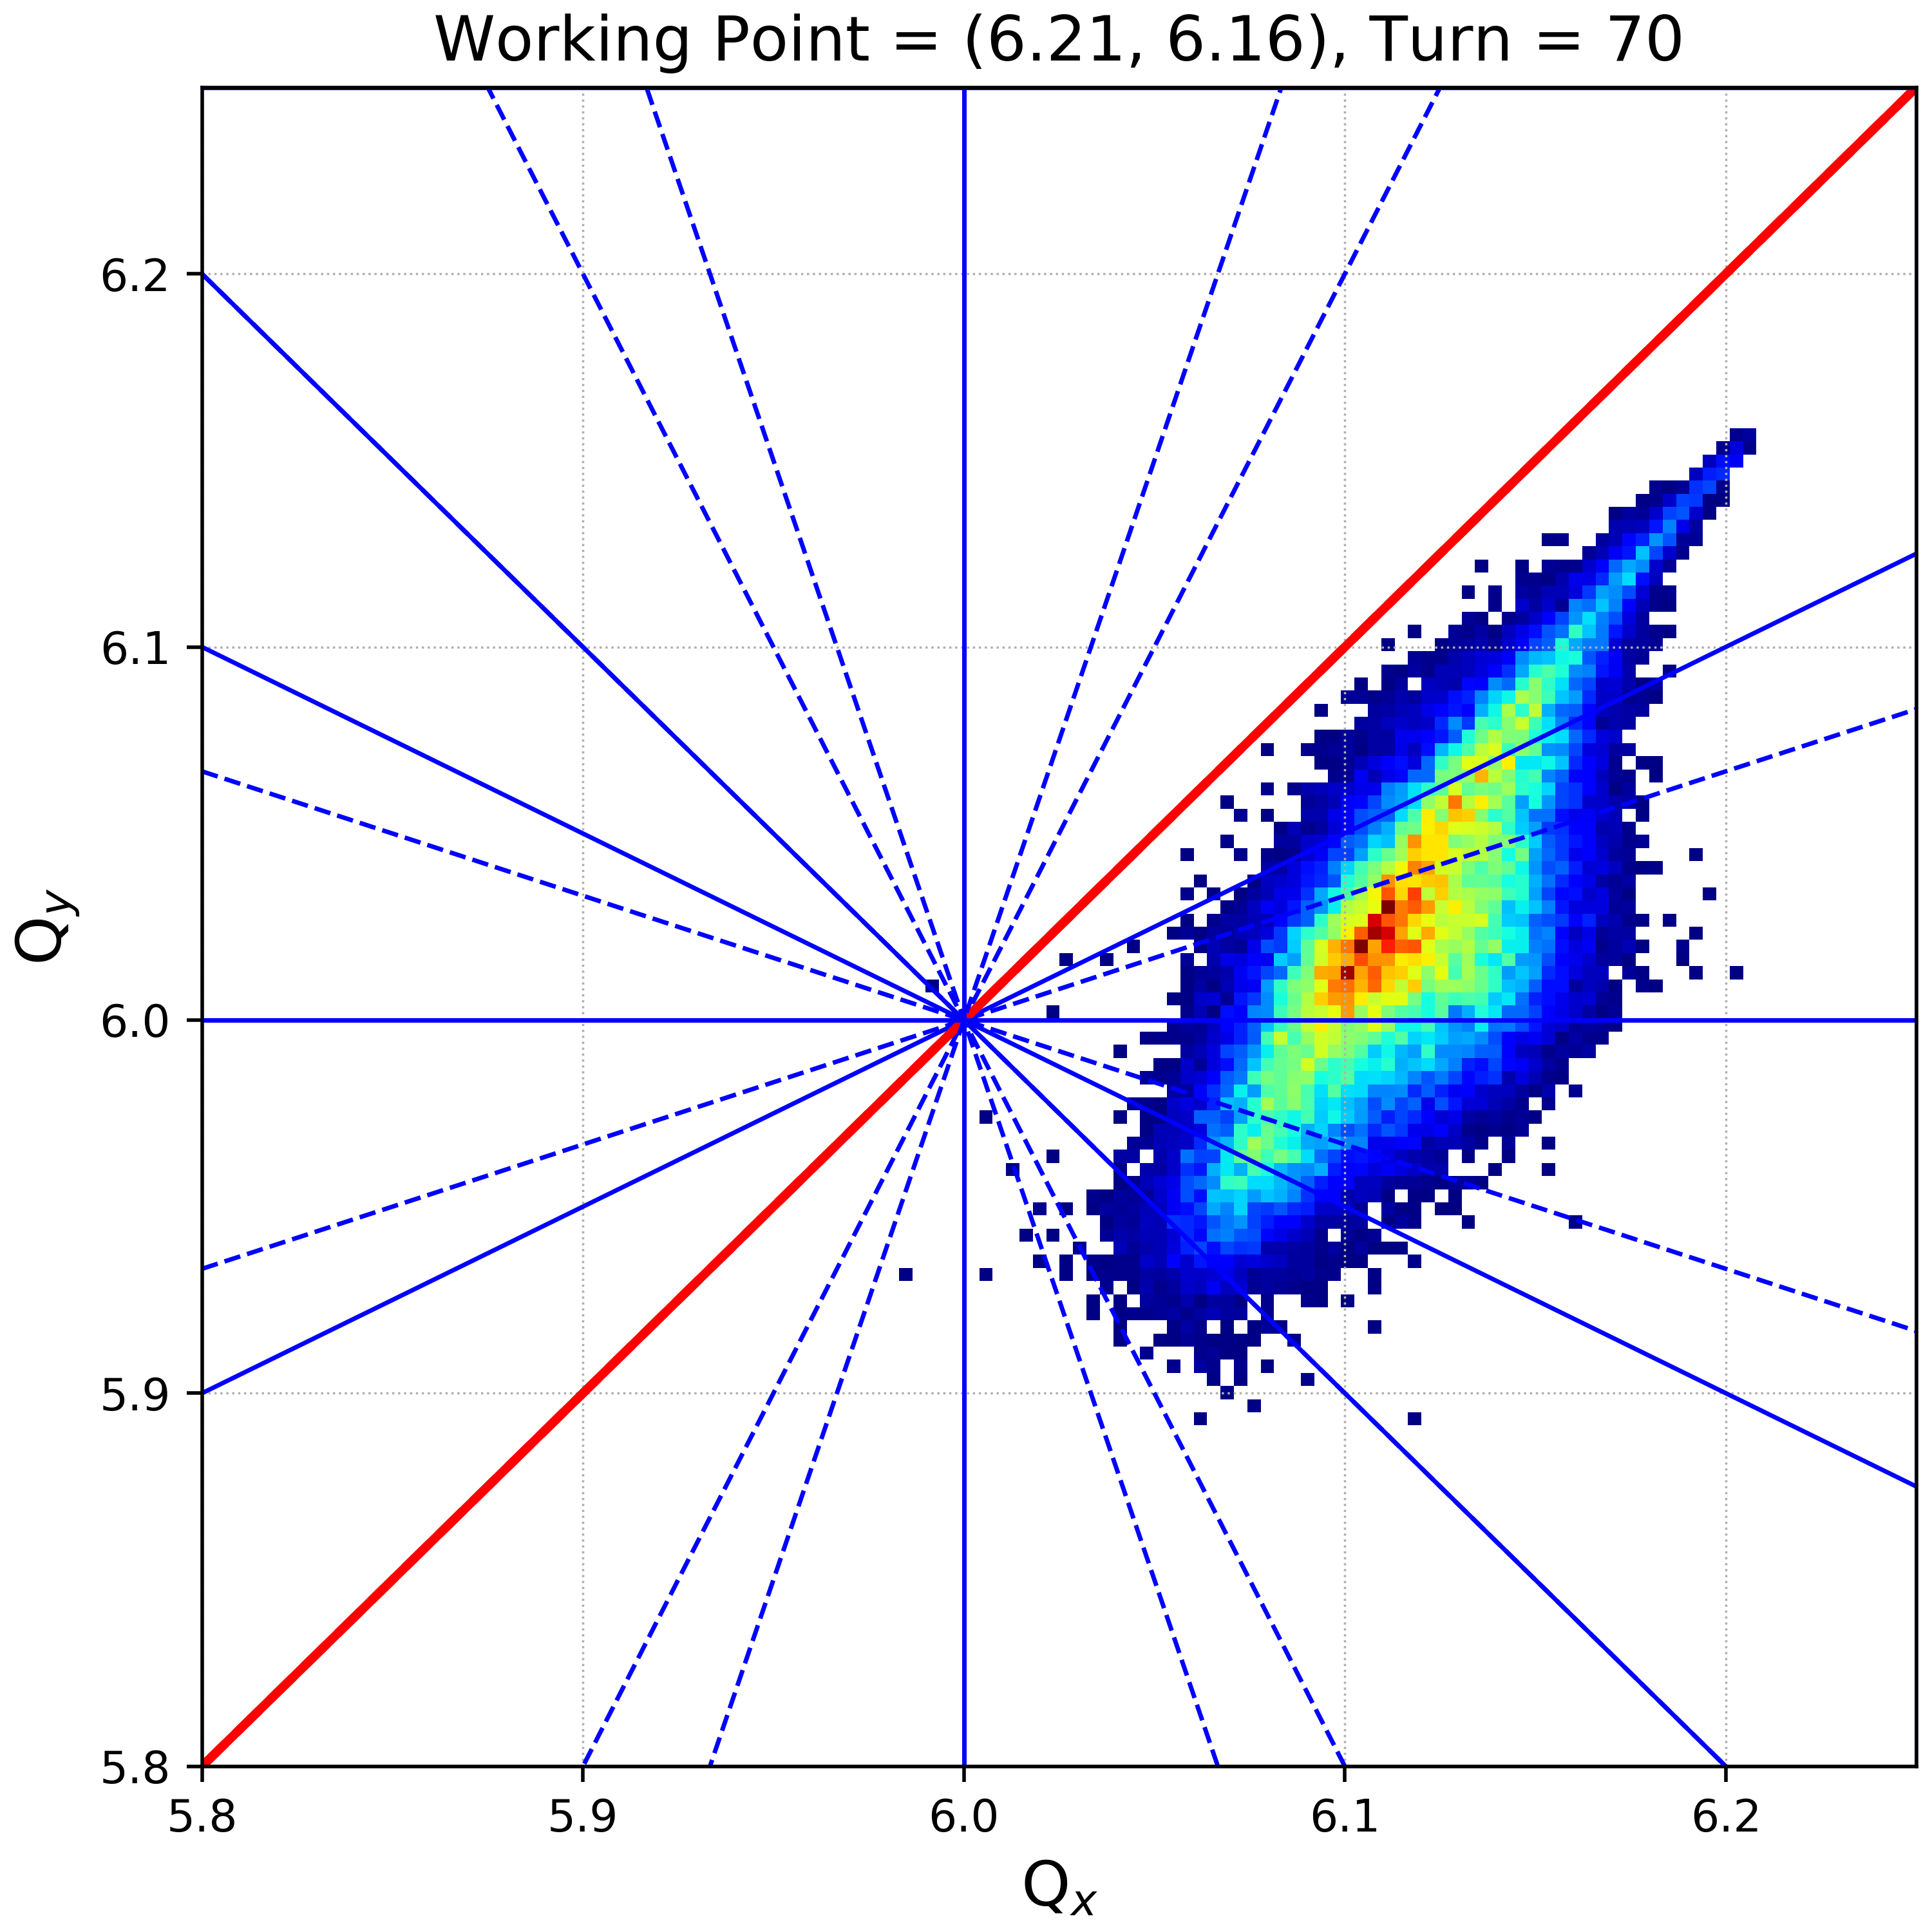 Working Point = (6.21, 6.16), Turn = 70
6.2
6.1
6.0
5.9
5.8
Qy
5.8 5.9 6.0 6.1 6.2
Qx